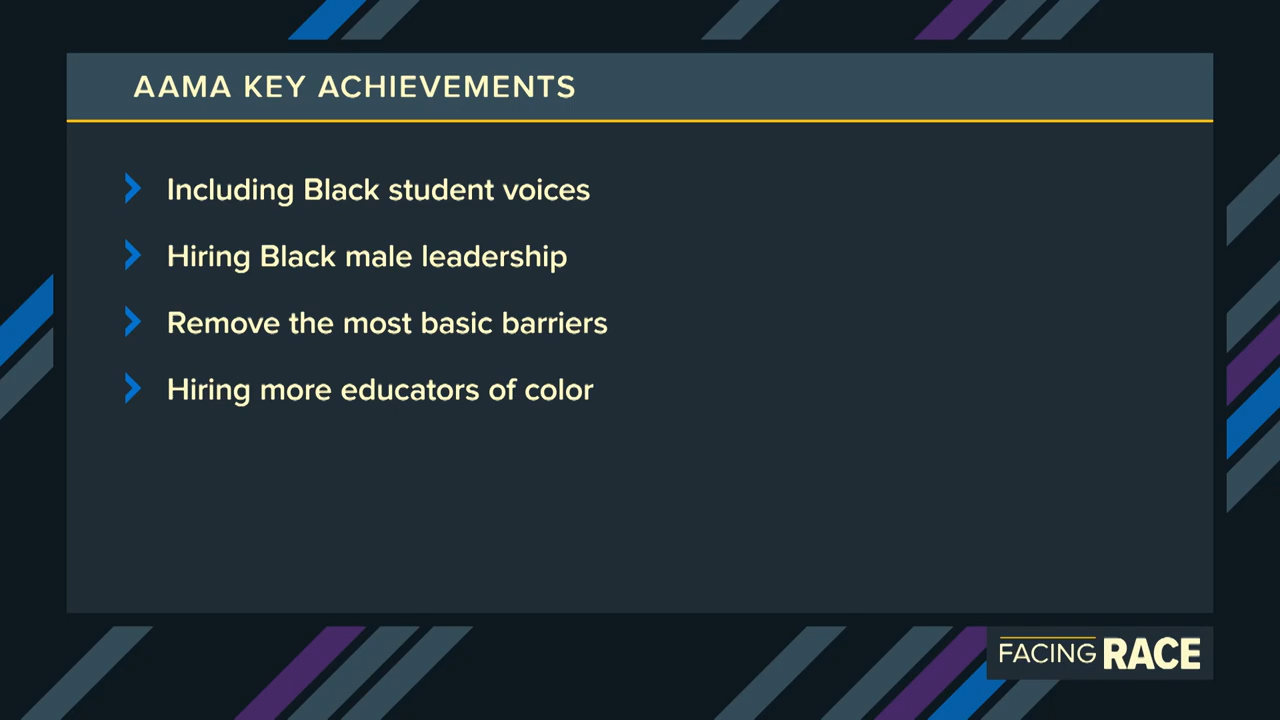 AAMA KEY ACHIEVEMENTS
Including Black student voices
Hiring Black male leadership
Remove the most basic barriers
Hiring more educators of color
FACING RACE